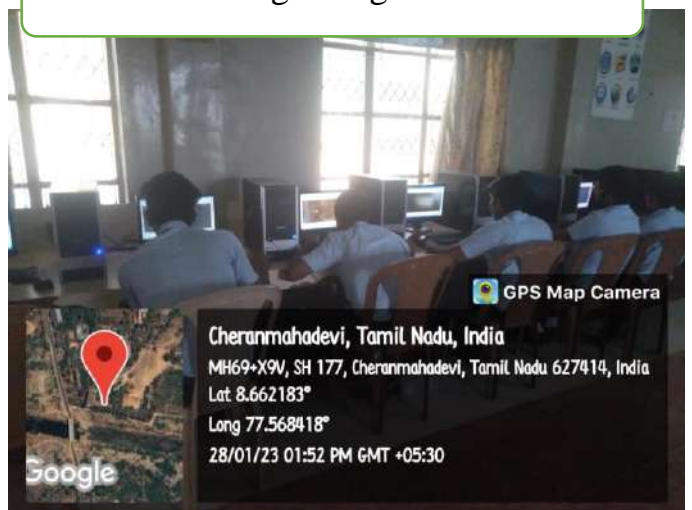 GPS Map Camera
Cheranmahadevi, Tamil Nadu, India
MH69+X9V, SH 177, Cheranmahadevi, Tamil Nadu 627414, India
Lat 8.662183°
Long 77.568418°
28/01/23 01:52 PM GMT +05:30
Google